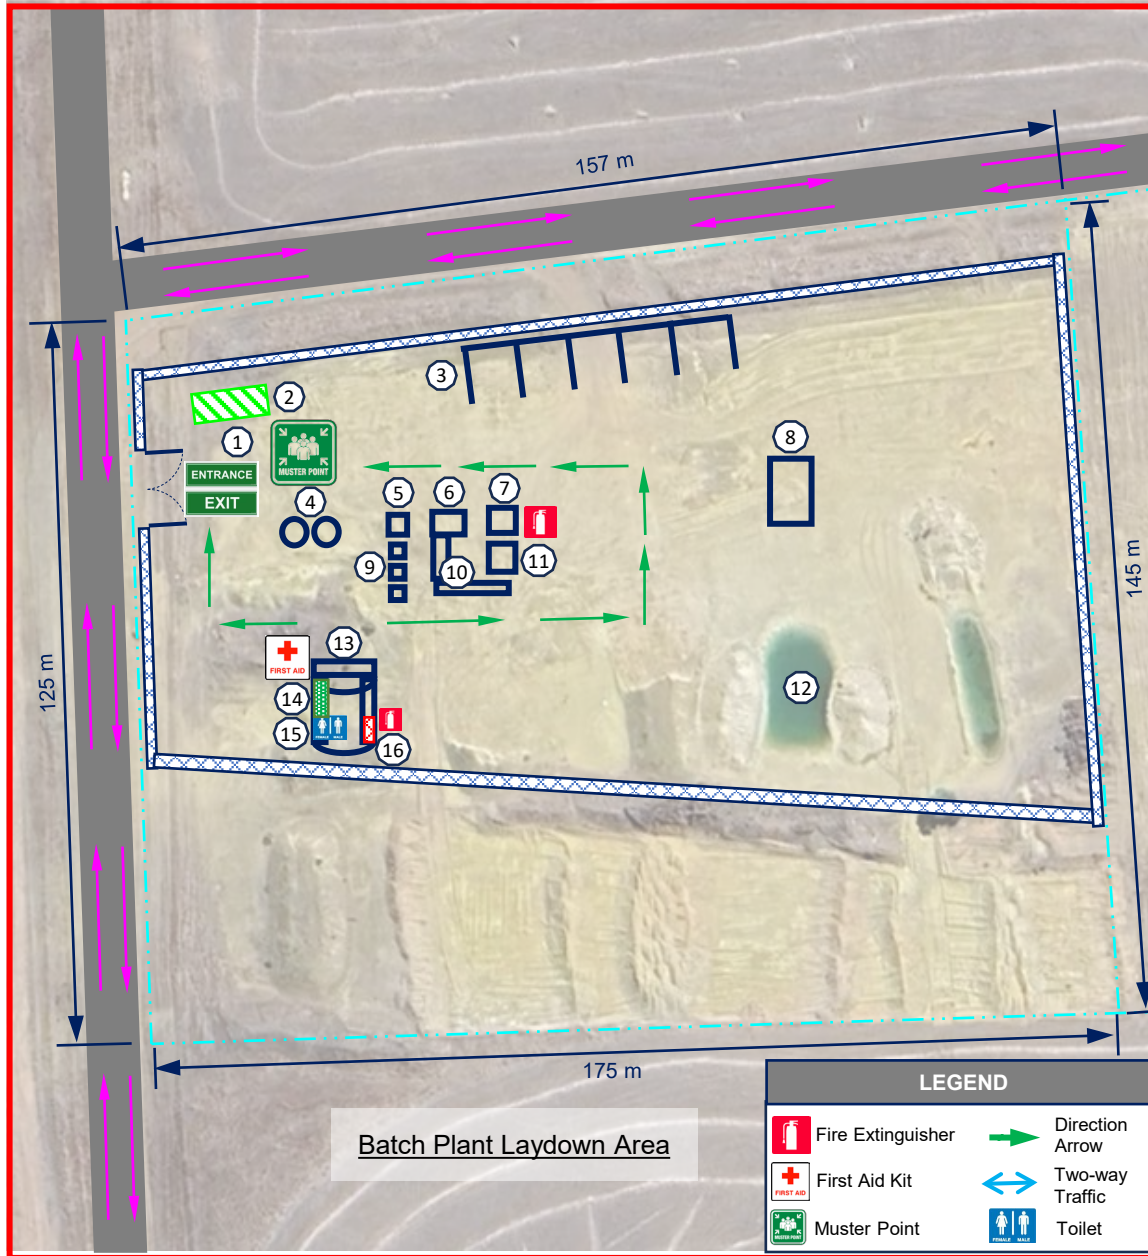 157 m
3
2
1
MUSTER POINT
8
ENTRANCE
EXIT
4
5
6
7
9
10
11
145 m
125 m
13
FIRST AID
14
12
15
FEMALE MALE
16
175 m
Batch Plant Laydown Area
LEGEND
Fire Extinguisher
Direction
Arrow
FIRST AID
First Aid Kit
Two-way
Traffic
MUSTER POINT
Muster Point
FEMALE MALE
Toilet